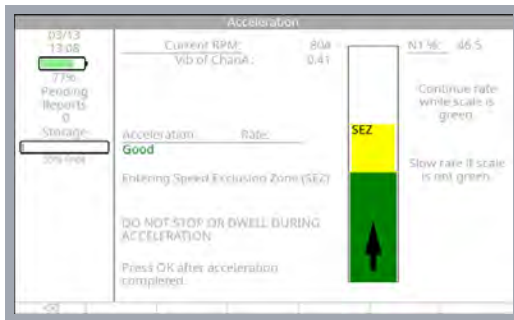 Acceleration
03/13
13:08
77%
Pending
Reports
0
Storage
Current RPM: 808
Vib of ChanA: 0.41
Acceleration Rate:
Good
Entering Speed Exclusion Zone (SEZ)
DO NOT STOP OR DWELL DURING
ACCELERATION
Press OK after acceleration
completed.
SEZ
N1 %: 46.5
Continue rate
while scale is
green.
Slow rate if scale
is not green.